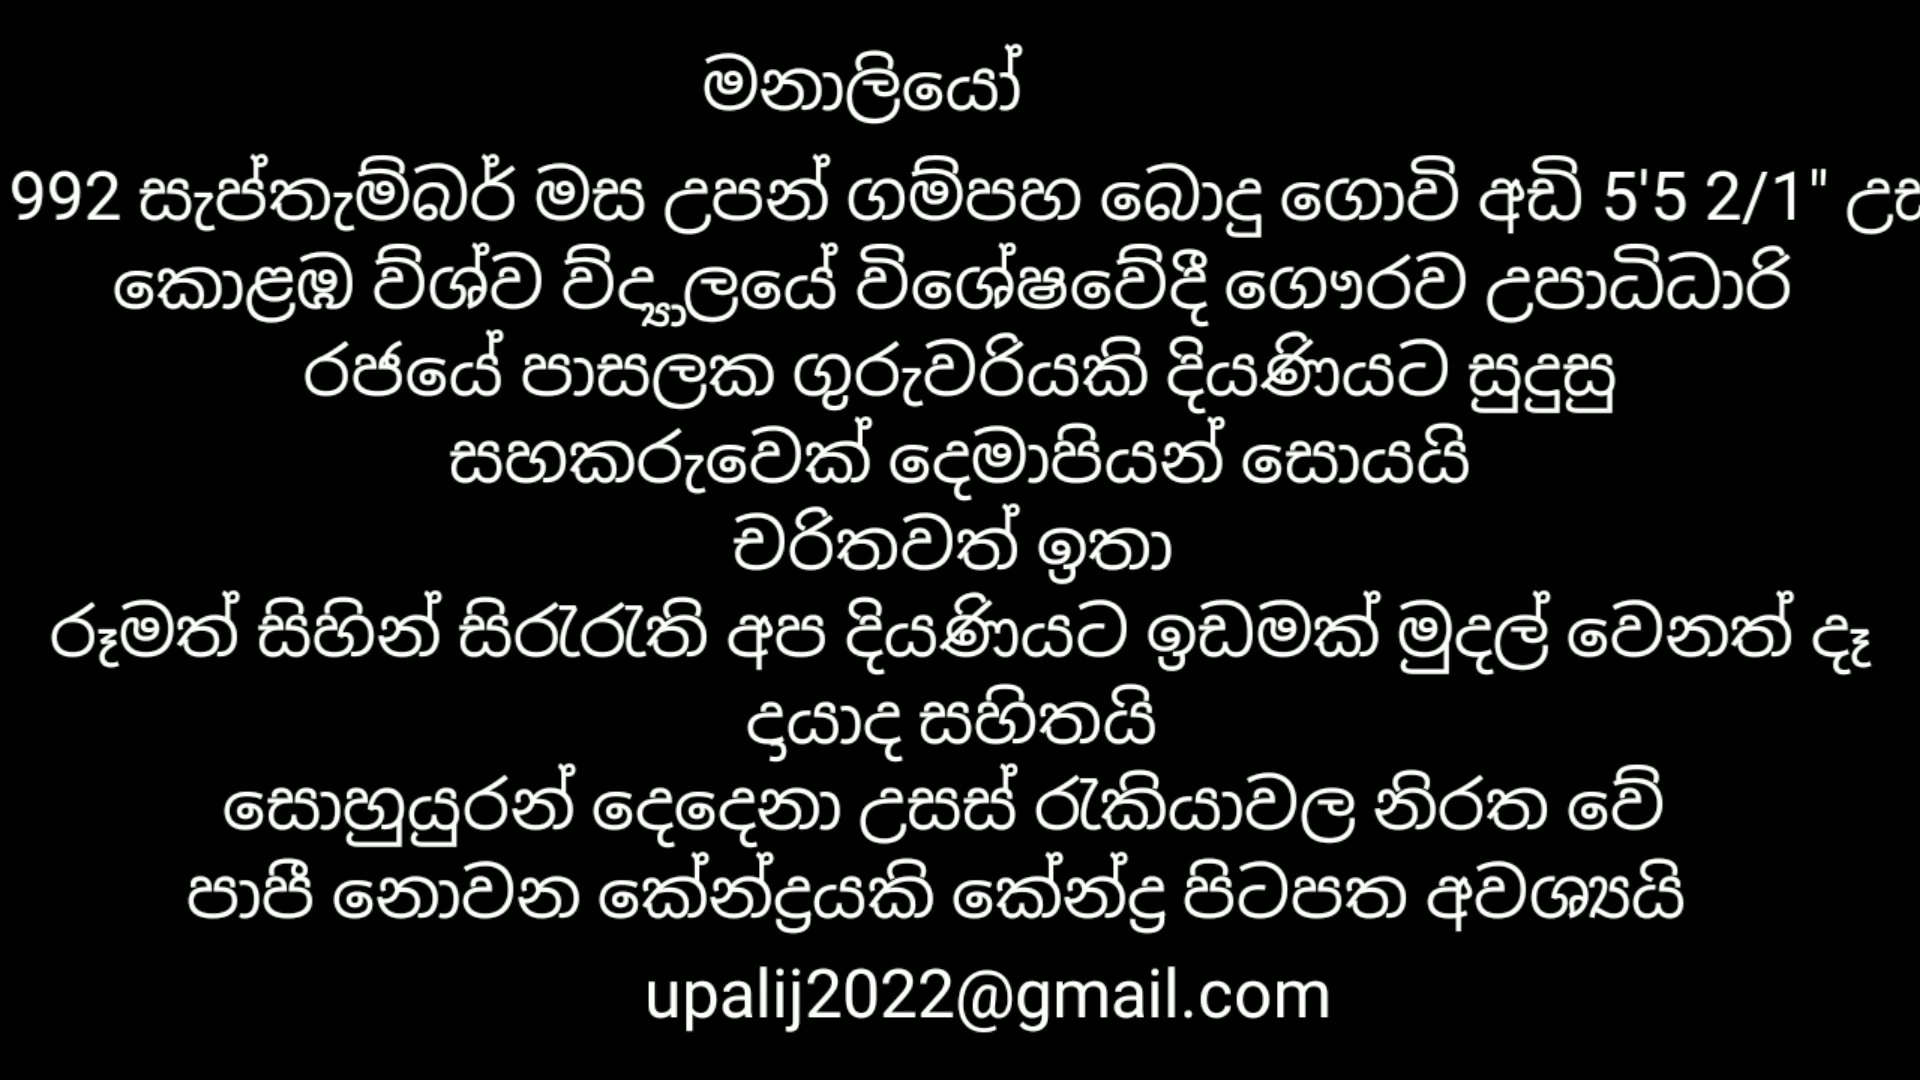 මනාලියෝ
992 සැප්තැම්බර් මස උපන් ගම්පහ බොදු ගොවි අඩි 5'5 2/1"
කොළඹ ව්ශ්ව ව්ද්‍යාලයේ විශේෂවේදී ගෞරව උපාධිධාරි
රජයේ පාසලක ගුරුවරියකි දියණියට සුදුසු
සහකරුවෙක් දෙමාපියන් සොයයි
චරිතවත් ඉතා
රූමත් සිහින් සිරැරැති අප දියණියට ඉඩමක් මුදල් වෙනත් දෑ
දායාද සහිතයි
සොහුයුරන් දෙදෙනා උසස් රැකියාවල නිරත වේ
පාපී නොවන කේන්ද්‍රයකි කේන්ද්‍ර පිටපත අවශ්‍යයි
upalij2022@gmail.com